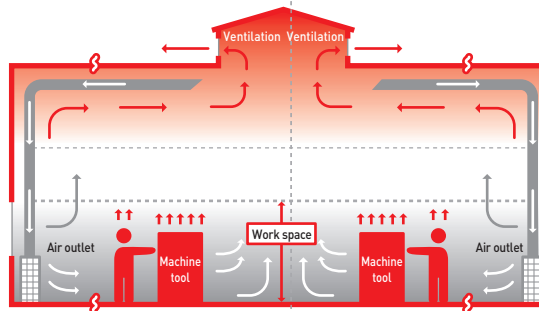 Ventilation Ventilation
Work space
Air outlet
Air outlet
Machine
tool
Machine
tool